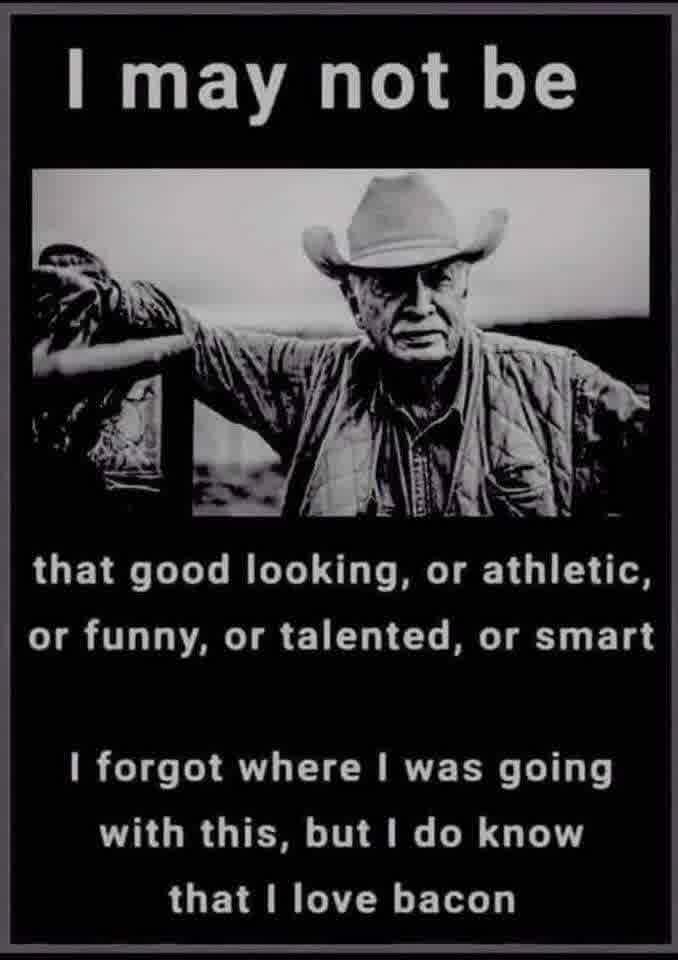 I may not be
that good looking, or athletic,
or funny, or talented, or smart
I forgot where I was going
with this, but I do know
that I love bacon